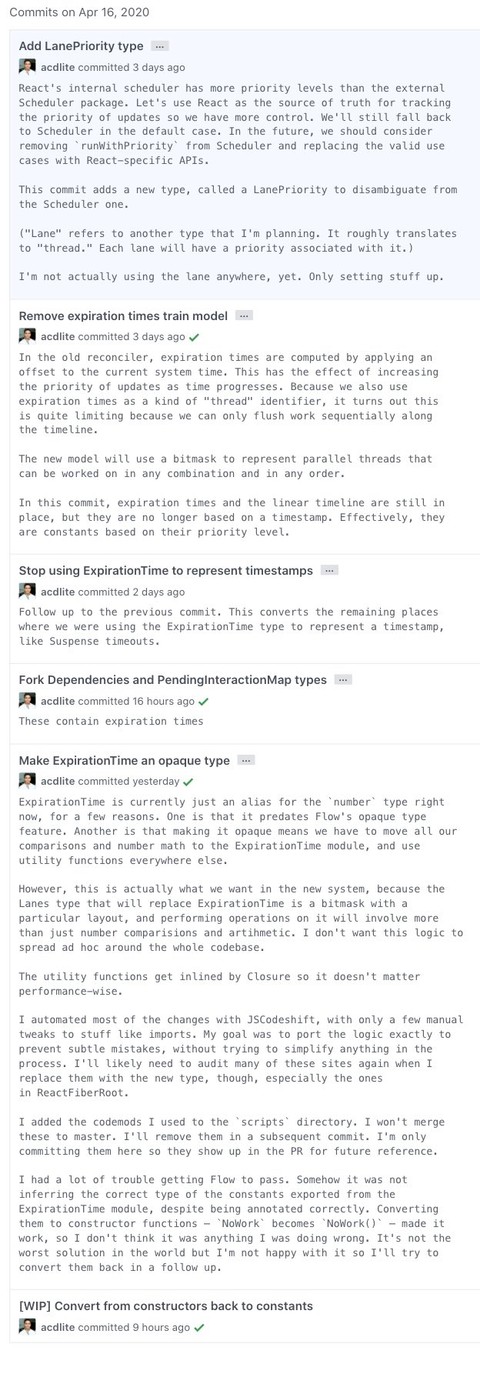 Commits on Apr 16, 2020
Add LanePriority type ...
acdlite committed 3 days ago
React's internal scheduler has more priority levels than the external
Scheduler package. Let's use React as the source of truth for tracking
the priority of updates so we have more control. We'll still fall back
to Scheduler in the default case. In the future, we should consider
removing `runWithPriority` from Scheduler and replacing the valid use
cases with React-specific APIs.
This commit adds a new type, called a LanePriority to disambiguate from
the Scheduler one.
("Lane" refers to another type that I'm planning. It roughly translates
to "thread." Each lane will have a priority associated with it.)
I'm not actually using the lane anywhere, yet. Only setting stuff up.
Remove expiration times train model ...
acdlite committed 3 days ago
In the old reconciler, expiration times are computed by applying an
offset to the current system time. This has the effect of increasing
the priority of updates as time progresses. Because we also use
expiration times as a kind of "thread" identifier, it turns out this
is quite limiting because we can only flush work sequentially along
the timeline.
The new model will use a bitmask to represent parallel threads that
can be worked on in any combination and in any order.
In this commit, expiration times and the linear timeline are still in
place, but they are no longer based on a timestamp. Effectively, they
are constants based on their priority level.
Stop using ExpirationTime to represent timestamps ...
acdlite committed 2 days ago
Follow up to the previous commit. This converts the remaining places
where we were using the ExpirationTime type to represent a timestamp,
like Suspense timeouts.
Fork Dependencies and PendingInteractionMap types ...
acdlite committed 16 hours ago
These contain expiration times
Make ExpirationTime an opaque type ...
acdlite committed yesterday
ExpirationTime is currently just an alias for the `number` type right
now, for a few reasons. One is that it predates Flow's opaque type
feature. Another is that making it opaque means we have to move all our
comparisons and number math to the ExpirationTime module, and use
utility functions everywhere else.
However, this is actually what we want in the new system, because the
Lanes type that will replace ExpirationTime is a bitmask with a
particular layout, and performing operations on it will involve more
than just number comparisions and artihmetic. I don't want this logic to
spread ad hoc around the whole codebase.
The utility functions get inlined by Closure so it doesn't matter
performance-wise.
I automated most of the changes with JSCodeshift, with only a few manual
tweaks to stuff like imports. My goal was to port the logic exactly to
prevent subtle mistakes, without trying to simplify anything in the
process. I'll likely need to audit many of these sites again when I
replace them with the new type, though, especially the ones
in ReactFiberRoot.
I added the codemods I used to the `scripts` directory. I won't merge
these to master. I'll remove them in a subsequent commit. I'm only
committing them here so they show up in the PR for future reference.
I had a lot of trouble getting Flow to pass. Somehow it was not
inferring the correct type of the constants exported from the
ExpirationTime module, despite being annotated correctly. Converting
them to constructor functions — `NoWork` becomes `NoWork()` — made it
work, so I don't think it was anything I was doing wrong. It's not the
worst solution in the world but I'm not happy with it so I'll try to
convert them back in a follow up.
[WIP] Convert from constructors back to constants
acdlite committed 9 hours ago